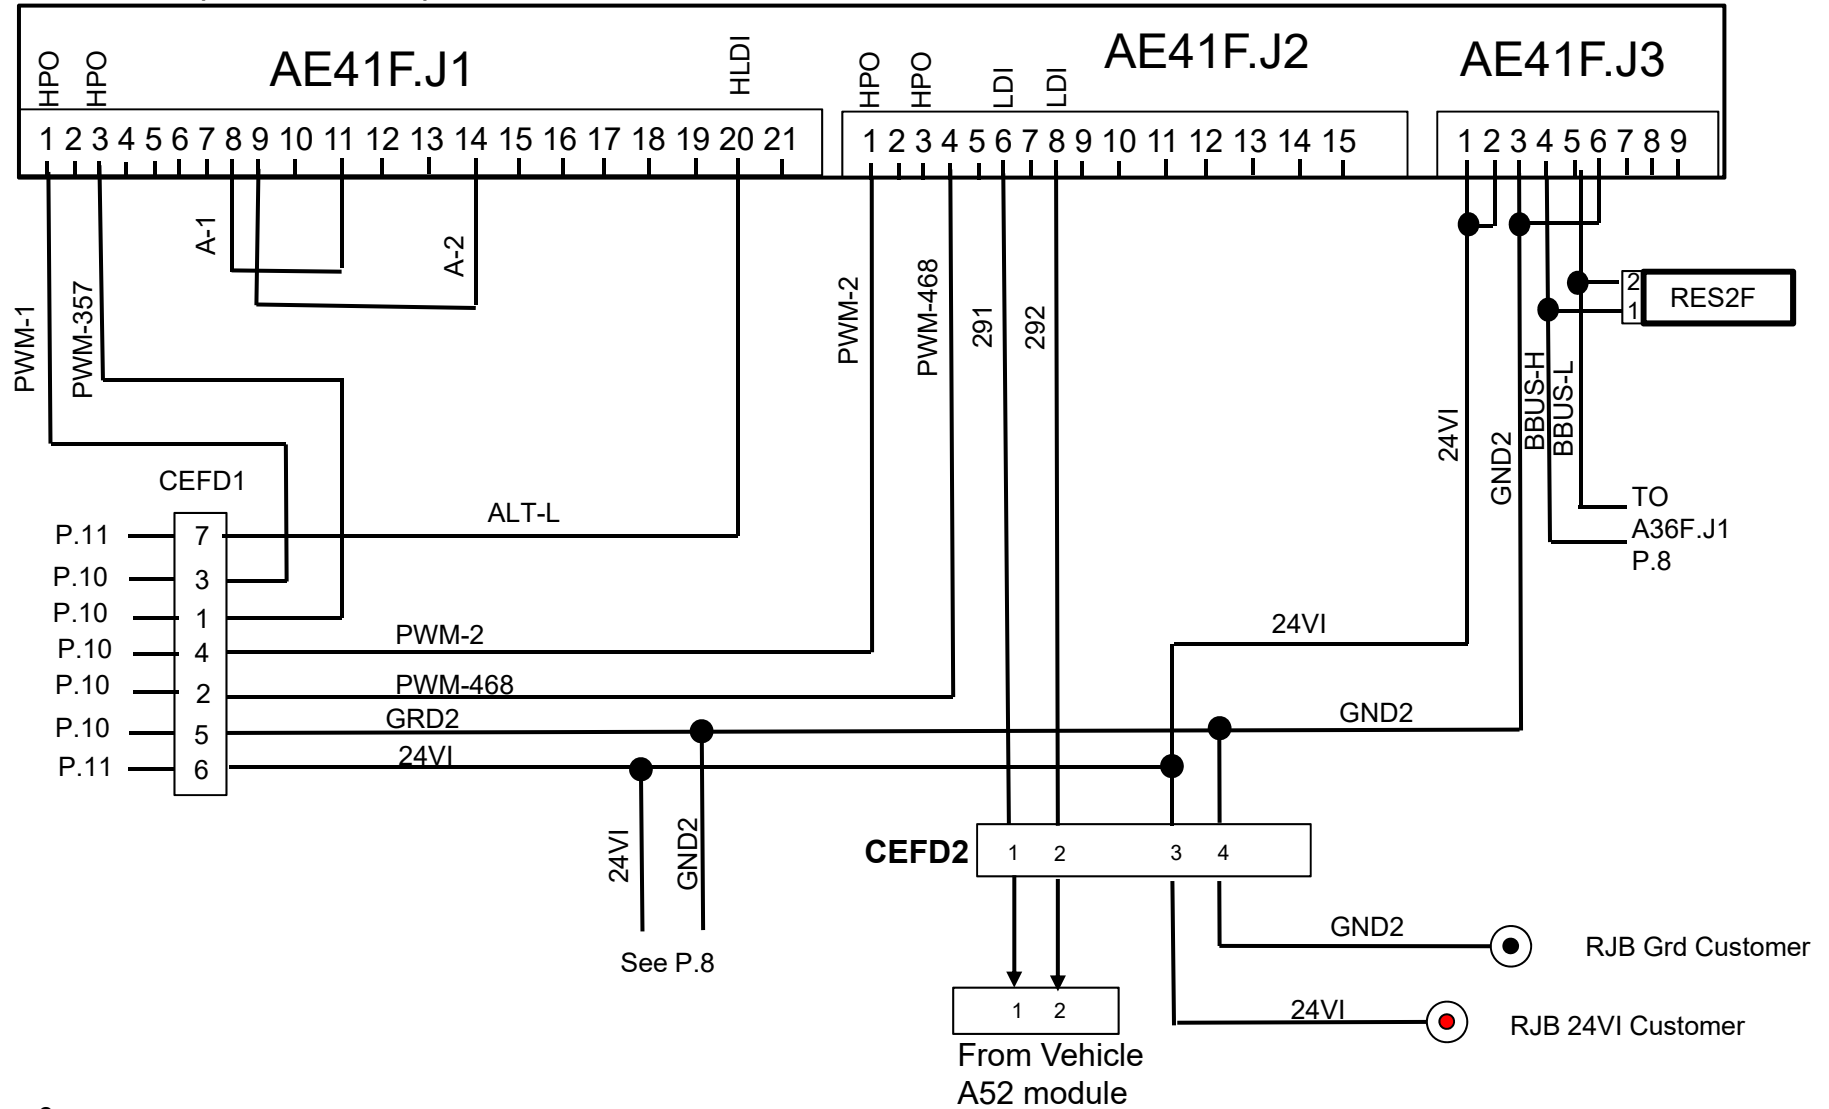 AE41F.J1
AE41F.J2
AE41F.J3
HPO
HPO
HLDI
HPO
HPO
LDI
LDI
1 2 3 4 5 6 7 8 9 10 11 12 13 14 15 16 17 18 19 20 21
1 2 3 4 5 6 7 8 9 10 11 12 13 14 15
1 2 3 4 5 6 7 8 9
A-1
A-2
PWM-1
PWM-357
PWM-2
PWM-468
291
292
2
1
RES2F
24VI
GND2
BBUS-H
BBUS-L
TO
A36F.J1
P.8
CEFD1
P.11 7 ALT-L
P.10 3
P.10 1
P.10 4 PWM-2
P.10 2 PWM-468
P.10 5 GRD2
P.11 6 24VI
24VI
GND2
24VI
GND2
See P.8
CEFD2 1 2 3 4
GND2
RJB Grd Customer
24VI
RJB 24VI Customer
1 2
From Vehicle
A52 module